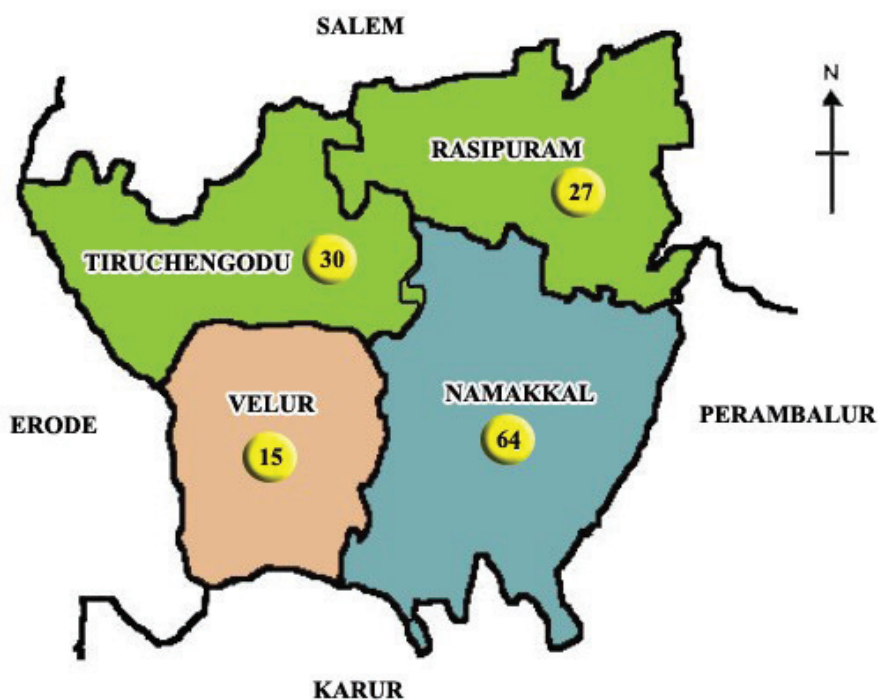 SALEM
N
RASIPURAM
27
TIRUCHENGODU
30
VELUR
NAMAKKAL
ERODE
PERAMBALUR
15
64
KARUR